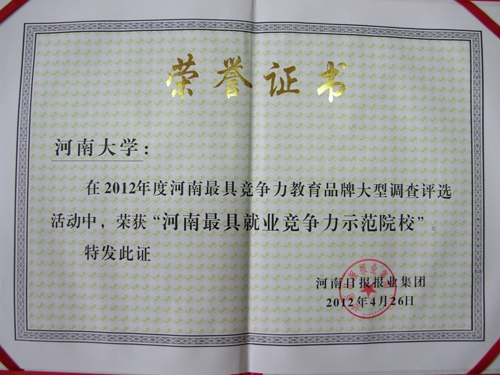 荣誉证书
河南大学：
在2012年度河南最具竞争力教育品牌大型调查评选
活动中，荣获“河南最具就业竞争力示范院校”。
特发此证
河南日报报业集团
2012年4月26日